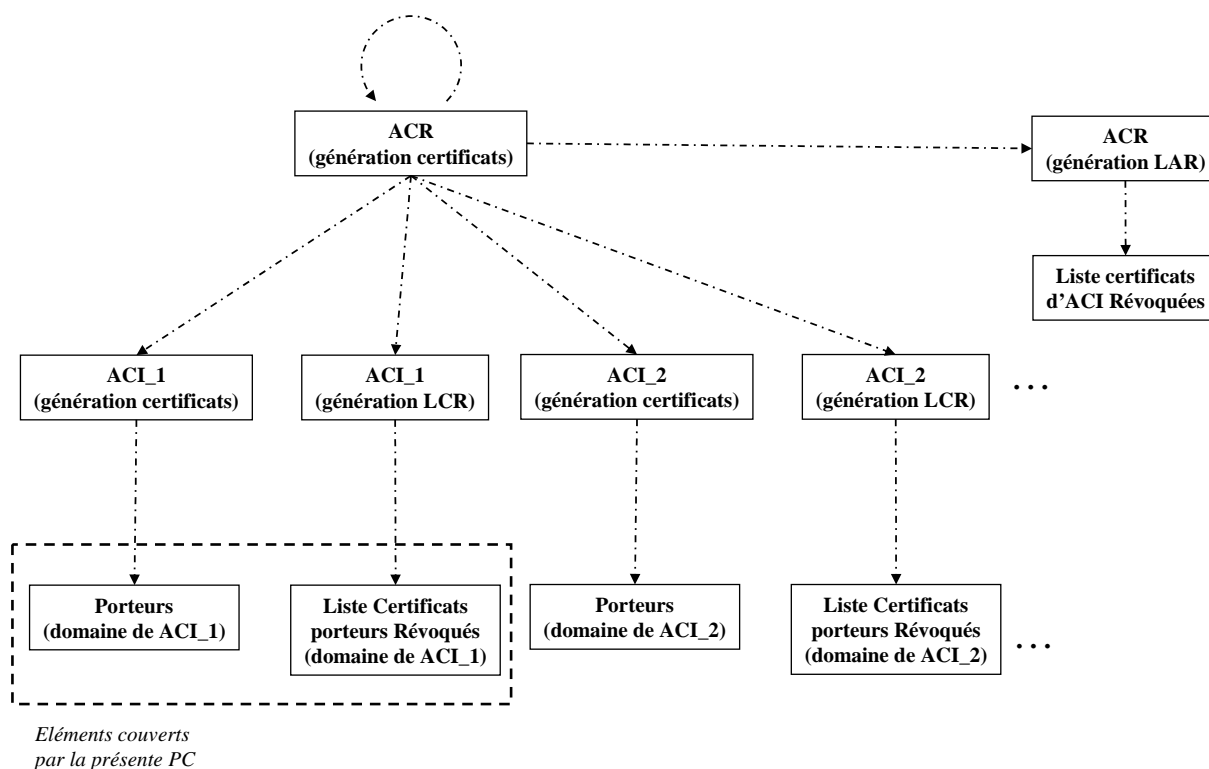 ACR
(génération certificats)
ACR
(génération LAR)
Liste certificats
d’ACI Révoquées
ACI_1
(génération certificats)
ACI_1
(génération LCR)
ACI_2
(génération certificats)
ACI_2
(génération LCR)
...
Porteurs
(domaine de ACI_1)
Liste Certificats
porteurs Révoqués
(domaine de ACI_1)
Porteurs
(domaine de ACI_2)
Liste Certificats
porteurs Révoqués
(domaine de ACI_2)
...
Eléments couverts
par la présente PC